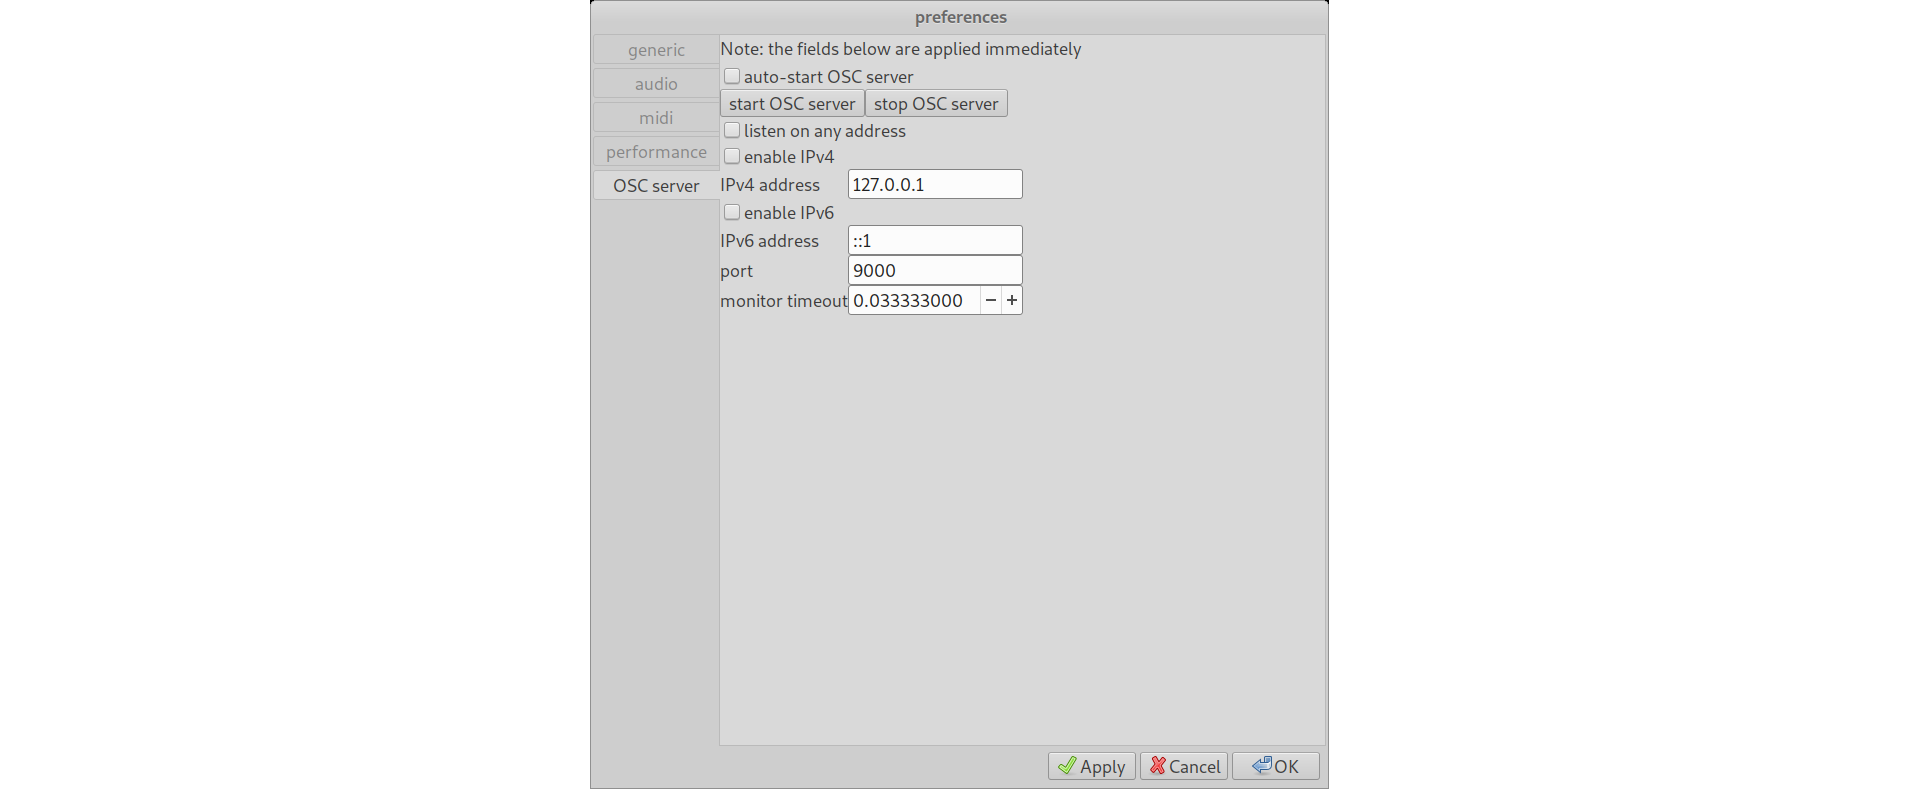 preferences
generic
audio
midi
performance
OSC server
Note: the fields below are applied immediately
auto-start OSC server
start OSC server stop OSC server
listen on any address
enable IPv4
IPv4 address 127.0.0.1
enable IPv6
IPv6 address ::1
port 9000
monitor timeout 0.033333000 − +
Apply Cancel OK